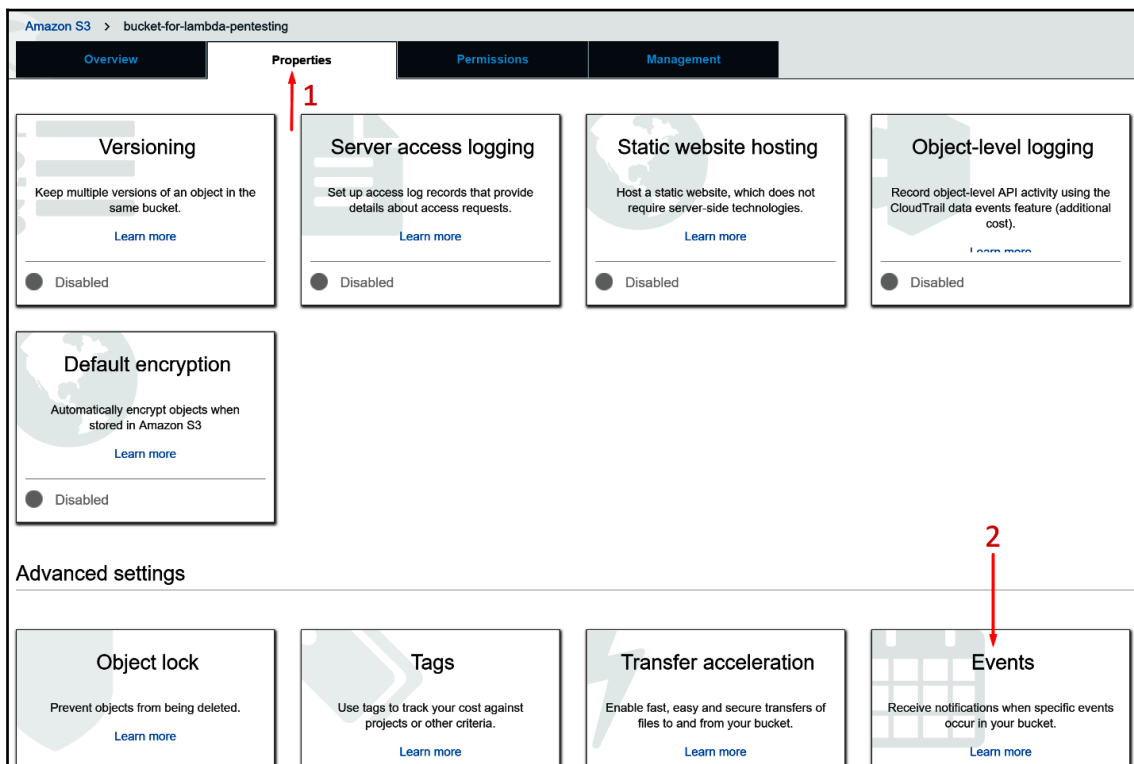 Amazon S3 > bucket-for-lambda-pentesting
Overview
Properties
Permissions
Management
1
Versioning
Keep multiple versions of an object in the
same bucket.
Learn more
Disabled
Server access logging
Set up access log records that provide
details about access requests.
Learn more
Disabled
Static website hosting
Host a static website, which does not
require server-side technologies.
Learn more
Disabled
Object-level logging
Record object-level API activity using the
CloudTrail data events feature (additional
cost).
Learn more
Disabled
Default encryption
Automatically encrypt objects when
stored in Amazon S3
Learn more
Disabled
2
Advanced settings
Object lock
Prevent objects from being deleted.
Learn more
Tags
Use tags to track your cost against
projects or other criteria.
Learn more
Transfer acceleration
Enable fast, easy and secure transfers of
files to and from your bucket.
Learn more
Events
Receive notifications when specific events
occur in your bucket.
Learn more